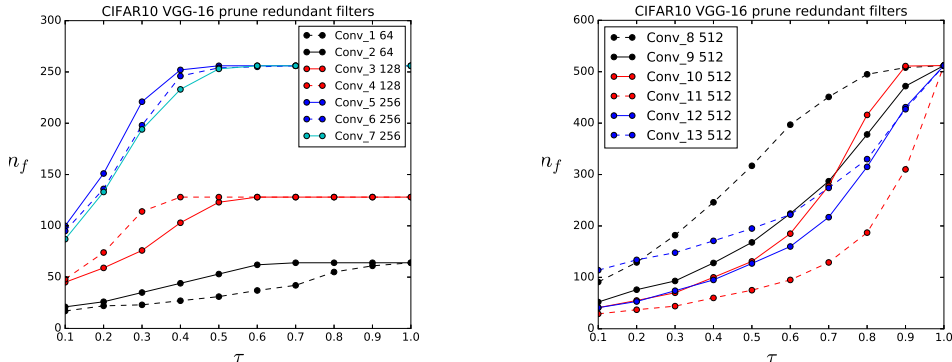 CIFAR10 VGG-16 prune redundant filters
300
250
200
150
100
50
0
n_f
Conv_1 64
Conv_2 64
Conv_3 128
Conv_4 128
Conv_5 256
Conv_6 256
Conv_7 256
0.1 0.2 0.3 0.4 0.5 0.6 0.7 0.8 0.9 1.0
τ
CIFAR10 VGG-16 prune redundant filters
600
500
400
300
200
100
0
n_f
Conv_8 512
Conv_9 512
Conv_10 512
Conv_11 512
Conv_12 512
Conv_13 512
0.1 0.2 0.3 0.4 0.5 0.6 0.7 0.8 0.9 1.0
τ